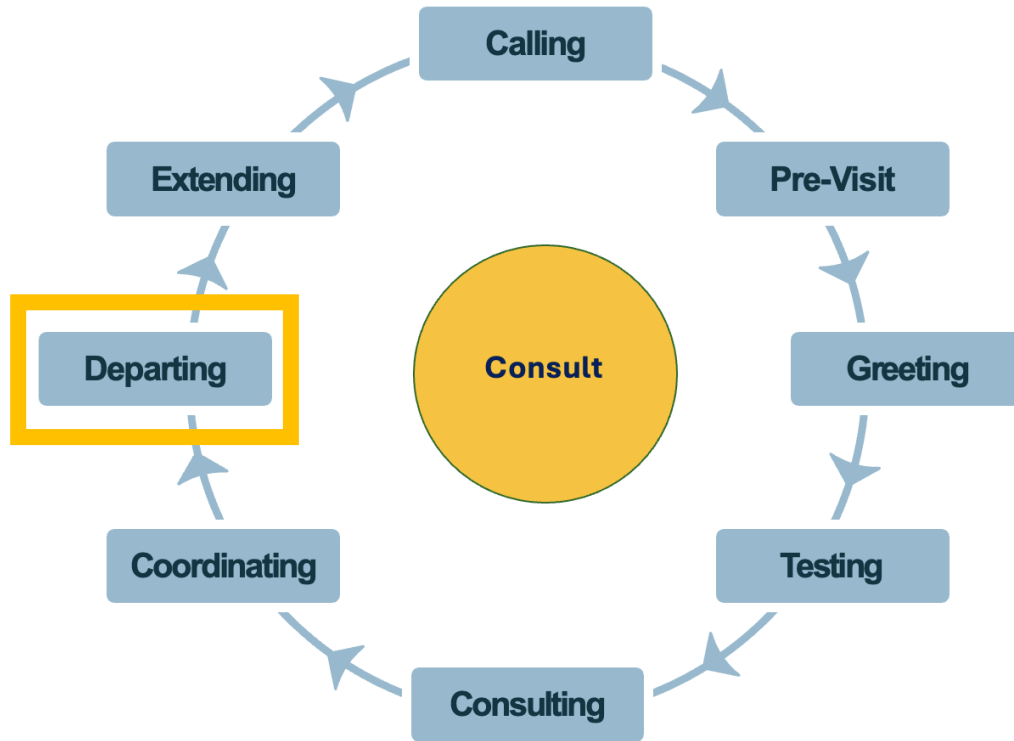 Calling
Pre-Visit
Greeting
Testing
Consulting
Coordinating
Departing
Extending
Consult